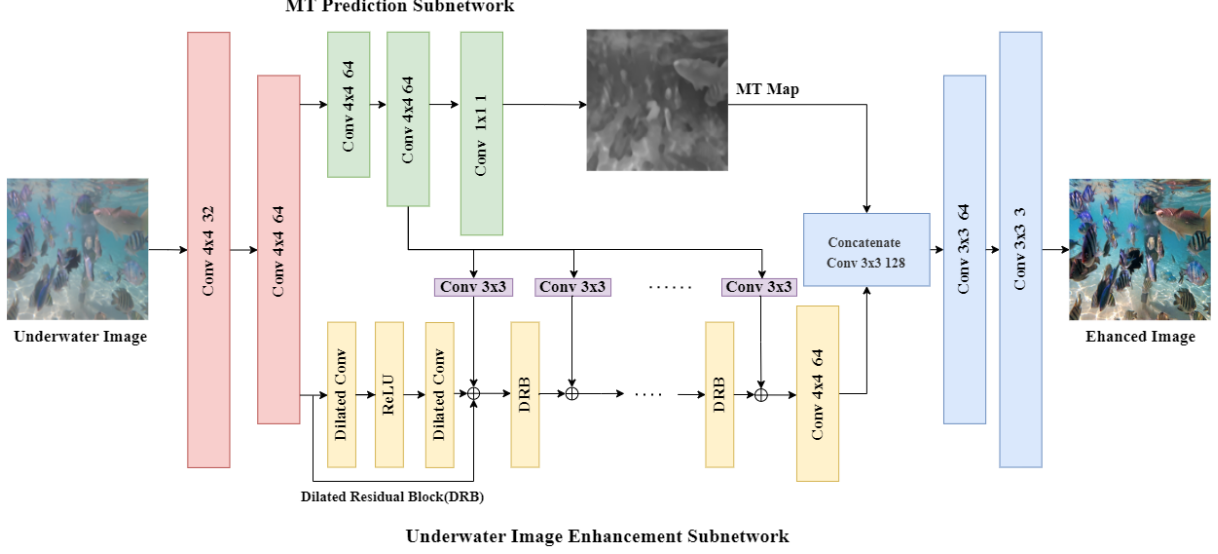 MT Prediction Subnetwork
Conv 4x4 32
Conv 4x4 64
Conv 4x4 64
Conv 4x4 64
Conv 1x1 1
MT Map
Underwater Image
Conv 3x3
Conv 3x3
......
Conv 3x3
Dilated Conv
ReLU
Dilated Conv
DRB
....
DRB
Conv 4x4 64
Dilated Residual Block(DRB)
Concatenate
Conv 3x3 128
Conv 3x3 64
Conv 3x3 3
Ehanced Image
Underwater Image Enhancement Subnetwork